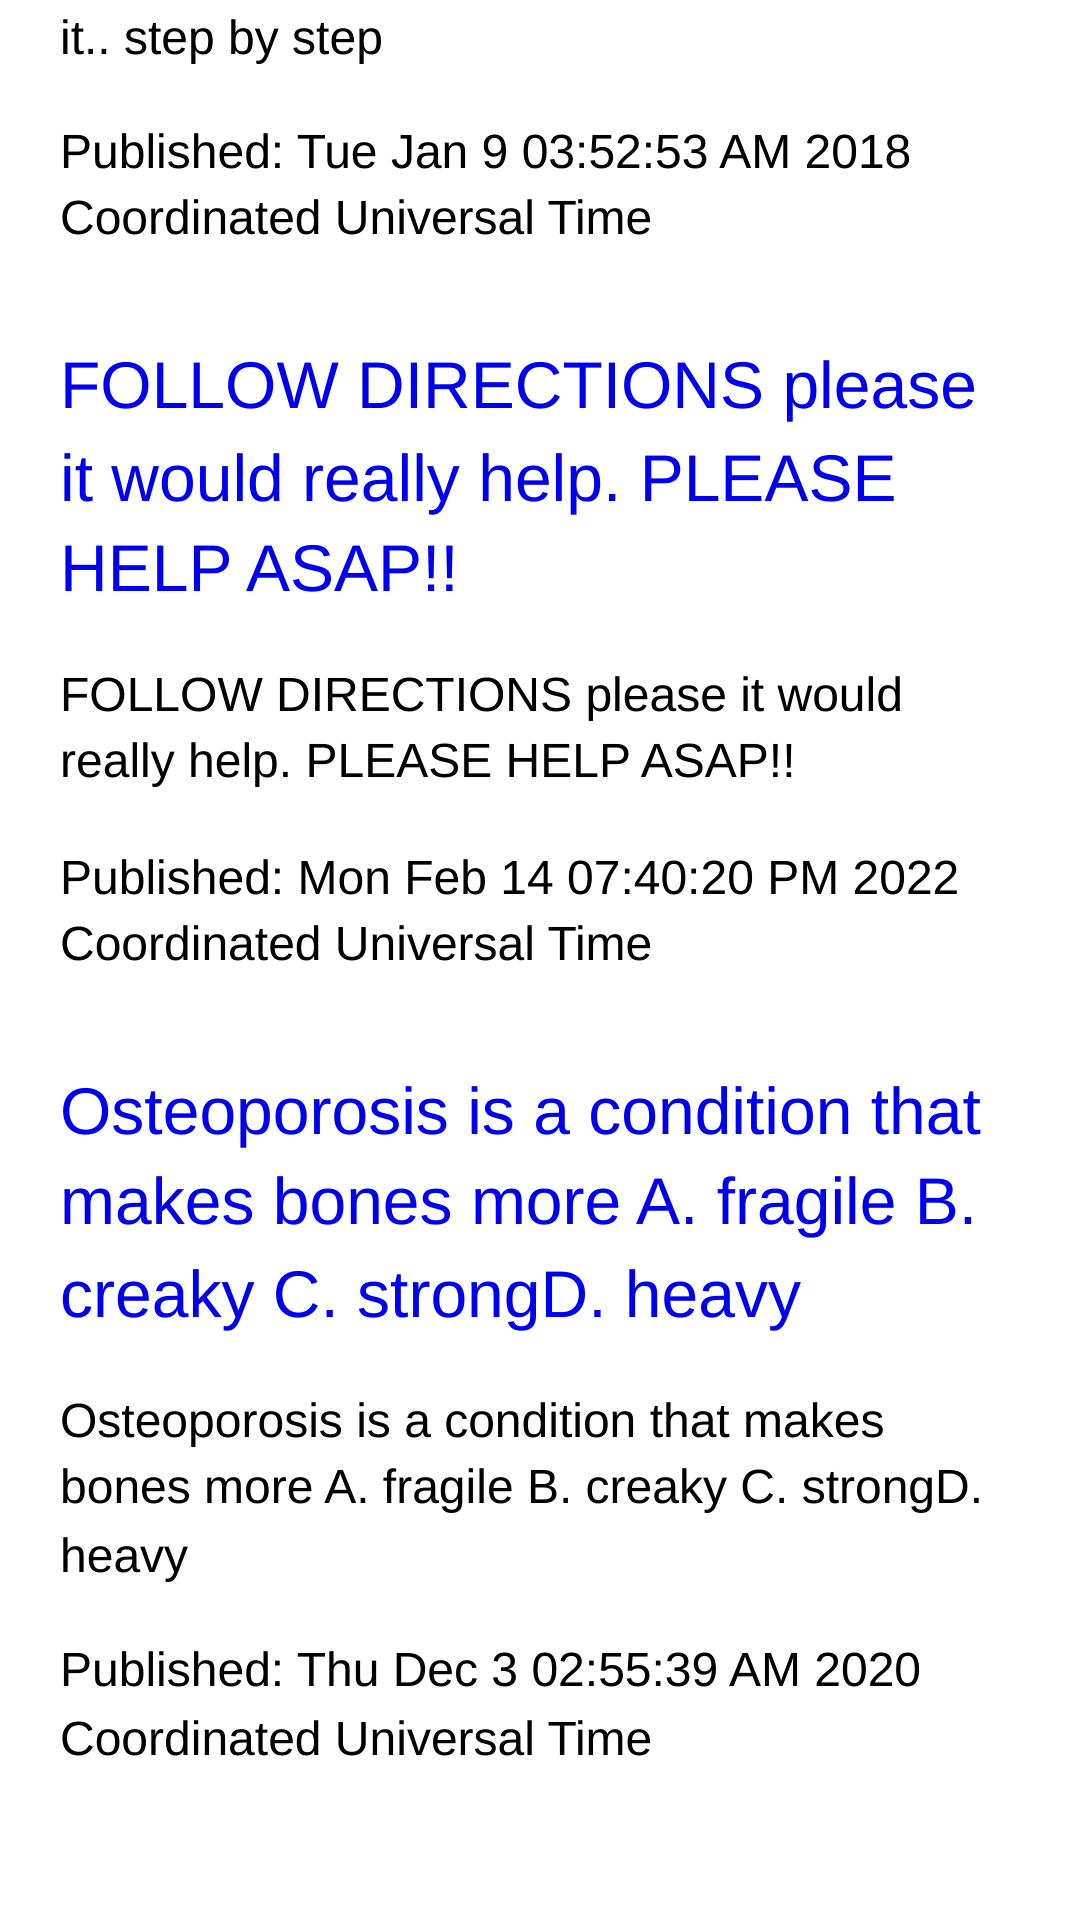 it.. step by step
Published: Tue Jan 9 03:52:53 AM 2018
Coordinated Universal Time
FOLLOW DIRECTIONS please
it would really help. PLEASE
HELP ASAP!!
FOLLOW DIRECTIONS please it would
really help. PLEASE HELP ASAP!!
Published: Mon Feb 14 07:40:20 PM 2022
Coordinated Universal Time
Osteoporosis is a condition that
makes bones more A. fragile B.
creaky C. strongD. heavy
Osteoporosis is a condition that makes
bones more A. fragile B. creaky C. strongD.
heavy
Published: Thu Dec 3 02:55:39 AM 2020
Coordinated Universal Time